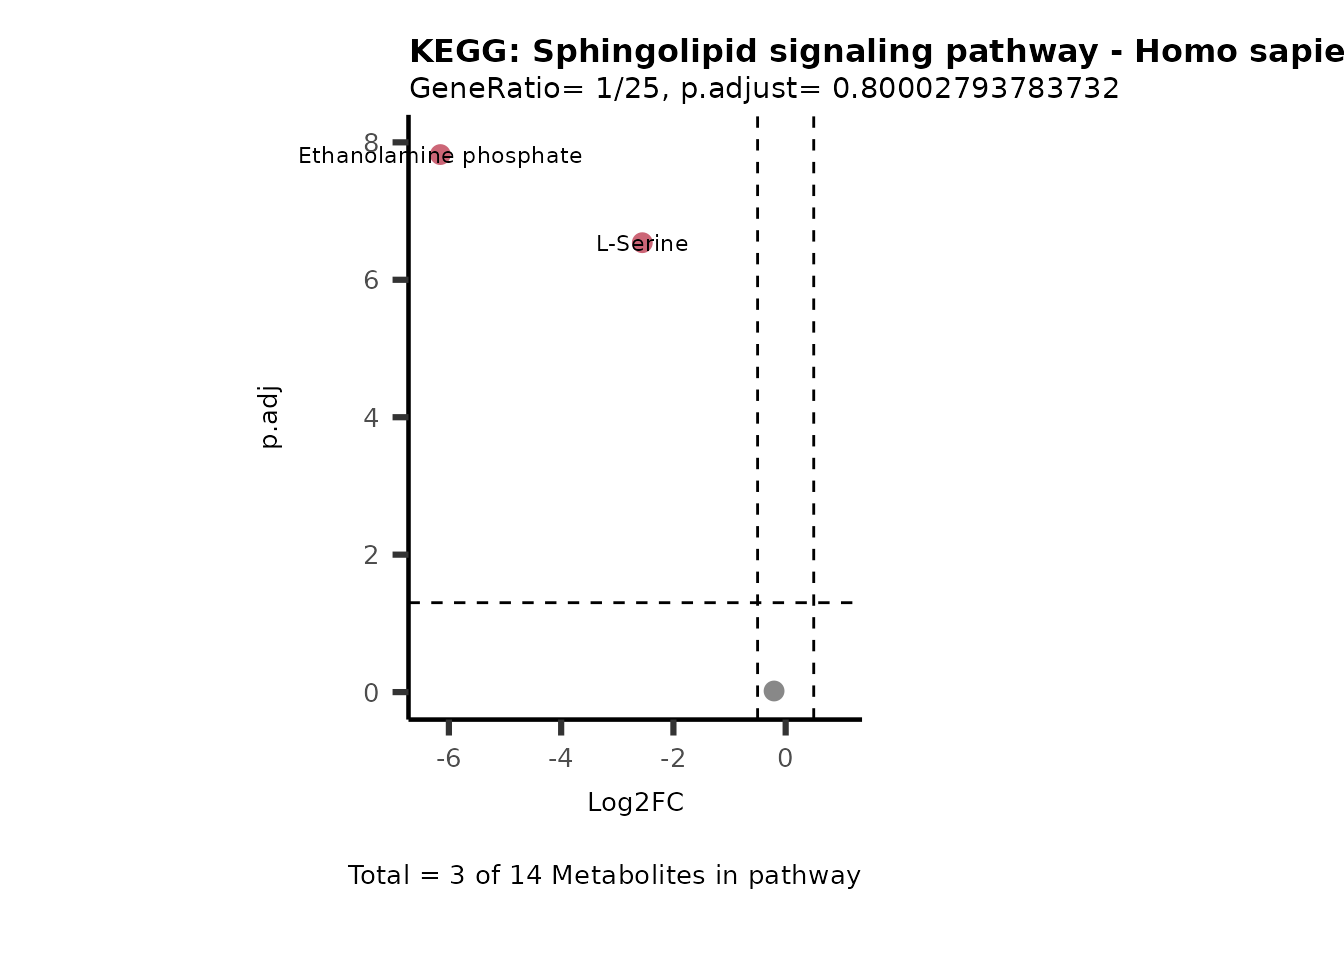 KEGG: Sphingolipid signaling pathway - Homo sapie
GeneRatio= 1/25, p.adjust= 0.80002793783732
8
Ethanolamine phosphate
L-Serine
6
4
p.adj
2
0
-6 -4 -2 0
Log2FC
Total = 3 of 14 Metabolites in pathway